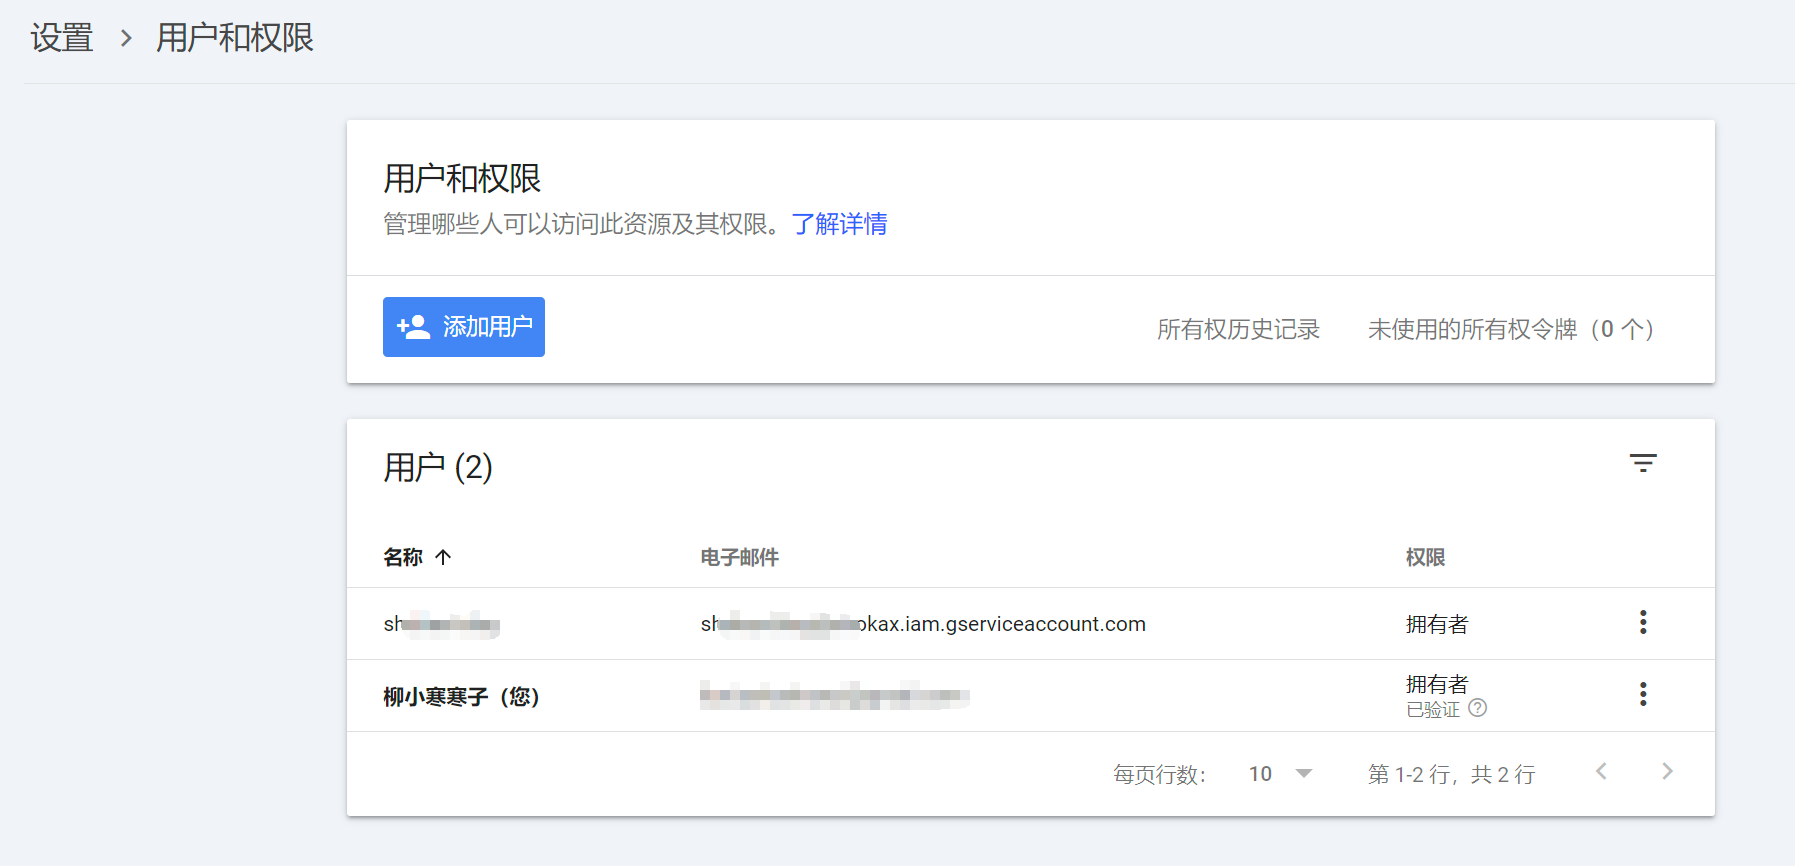 设置 > 用户和权限
用户和权限
管理哪些人可以访问此资源及其权限。了解详情
添加用户 所有权历史记录 未使用的所有权令牌（0 个）
用户 (2)
名称 电子邮件 权限
sh okax.iam.gserviceaccount.com 拥有者
柳小寒寒子（您） 拥有者
已验证
每页行数： 10 第 1-2 行，共 2 行